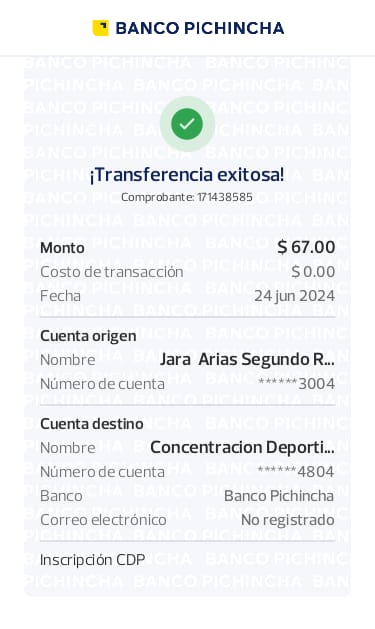 BANCO PICHINCHA
¡Transferencia exitosa!
Comprobante: 171438585
Monto $ 67.00
Costo de transacción $ 0.00
Fecha 24 jun 2024
Cuenta origen
Nombre Jara Arias Segundo R...
Número de cuenta ******3004
Cuenta destino
Nombre Concentracion Deporti...
Número de cuenta ******4804
Banco Banco Pichincha
Correo electrónico No registrado
Inscripción CDP